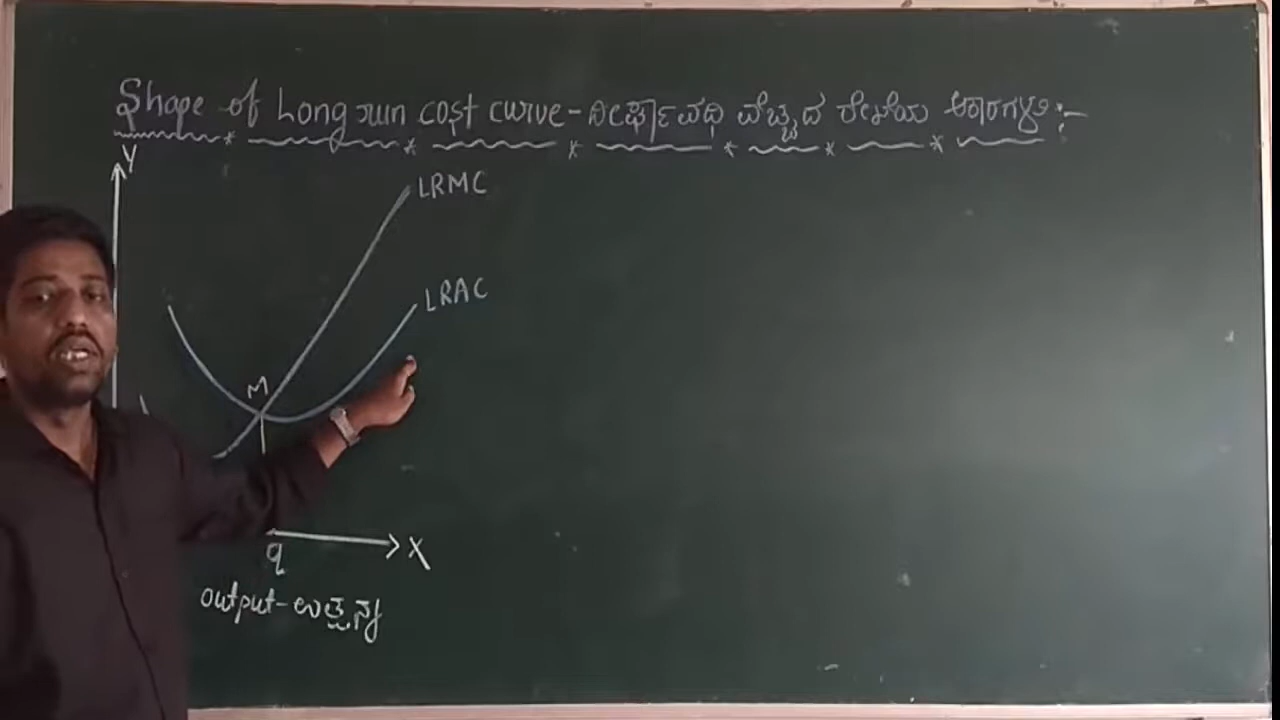 Shape of Long run cost curve - ದೀರ್ಘಾವಧಿ ವೆಚ್ಚದ ರೇಖೆಯ ಆಕಾರಗಳು :-
Y
LRMC
LRAC
M
X
q
output - ಉತ್ಪನ್ನ